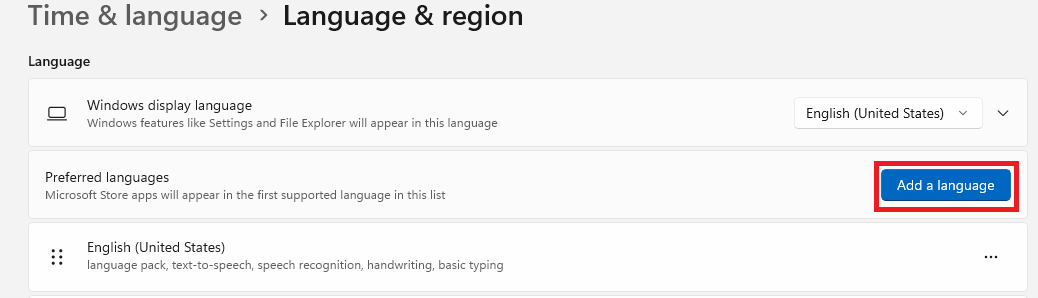 Time & language > Language & region
Language
Windows display language
Windows features like Settings and File Explorer will appear in this language
English (United States)
Preferred languages
Microsoft Store apps will appear in the first supported language in this list
Add a language
English (United States)
language pack, text-to-speech, speech recognition, handwriting, basic typing